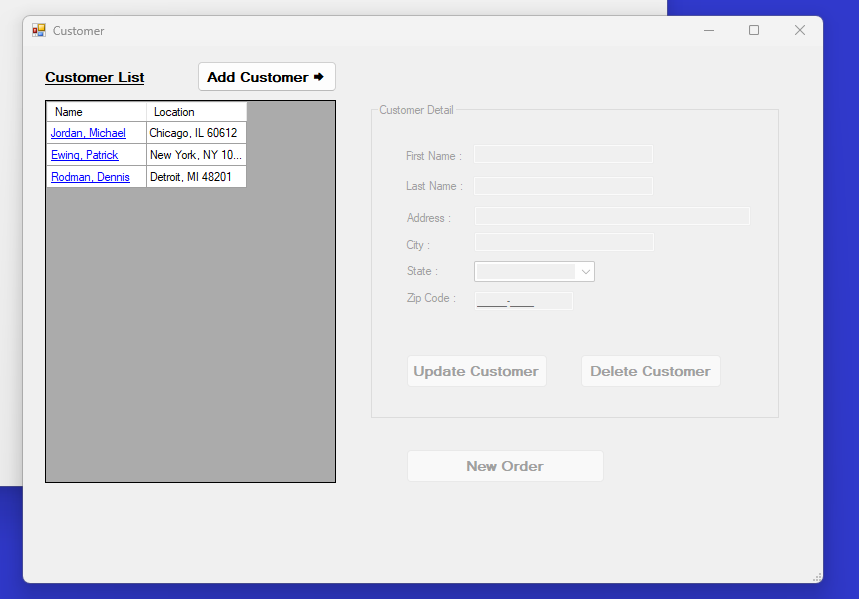 Customer
Customer List
Add Customer 🡆
Name Location
Jordan, Michael Chicago, IL 60612
Ewing, Patrick New York, NY 10...
Rodman, Dennis Detroit, MI 48201
Customer Detail
First Name :
Last Name :
Address :
City :
State :
Zip Code : _____-____
Update Customer Delete Customer
New Order